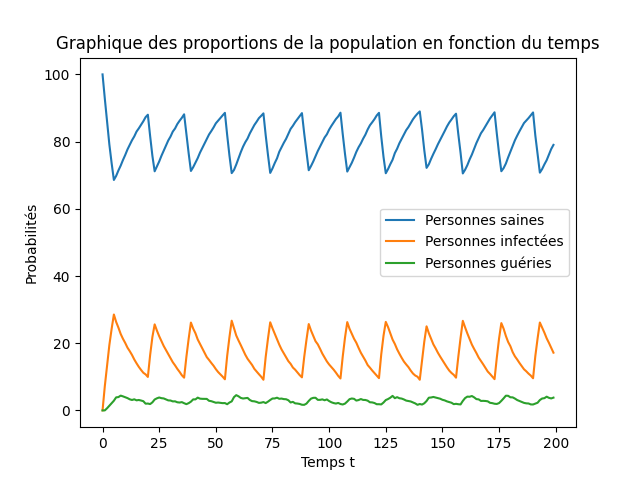 Graphique des proportions de la population en fonction du temps
100
80
60
40
20
0
Probabilités
Personnes saines
Personnes infectées
Personnes guéries
0 25 50 75 100 125 150 175 200
Temps t